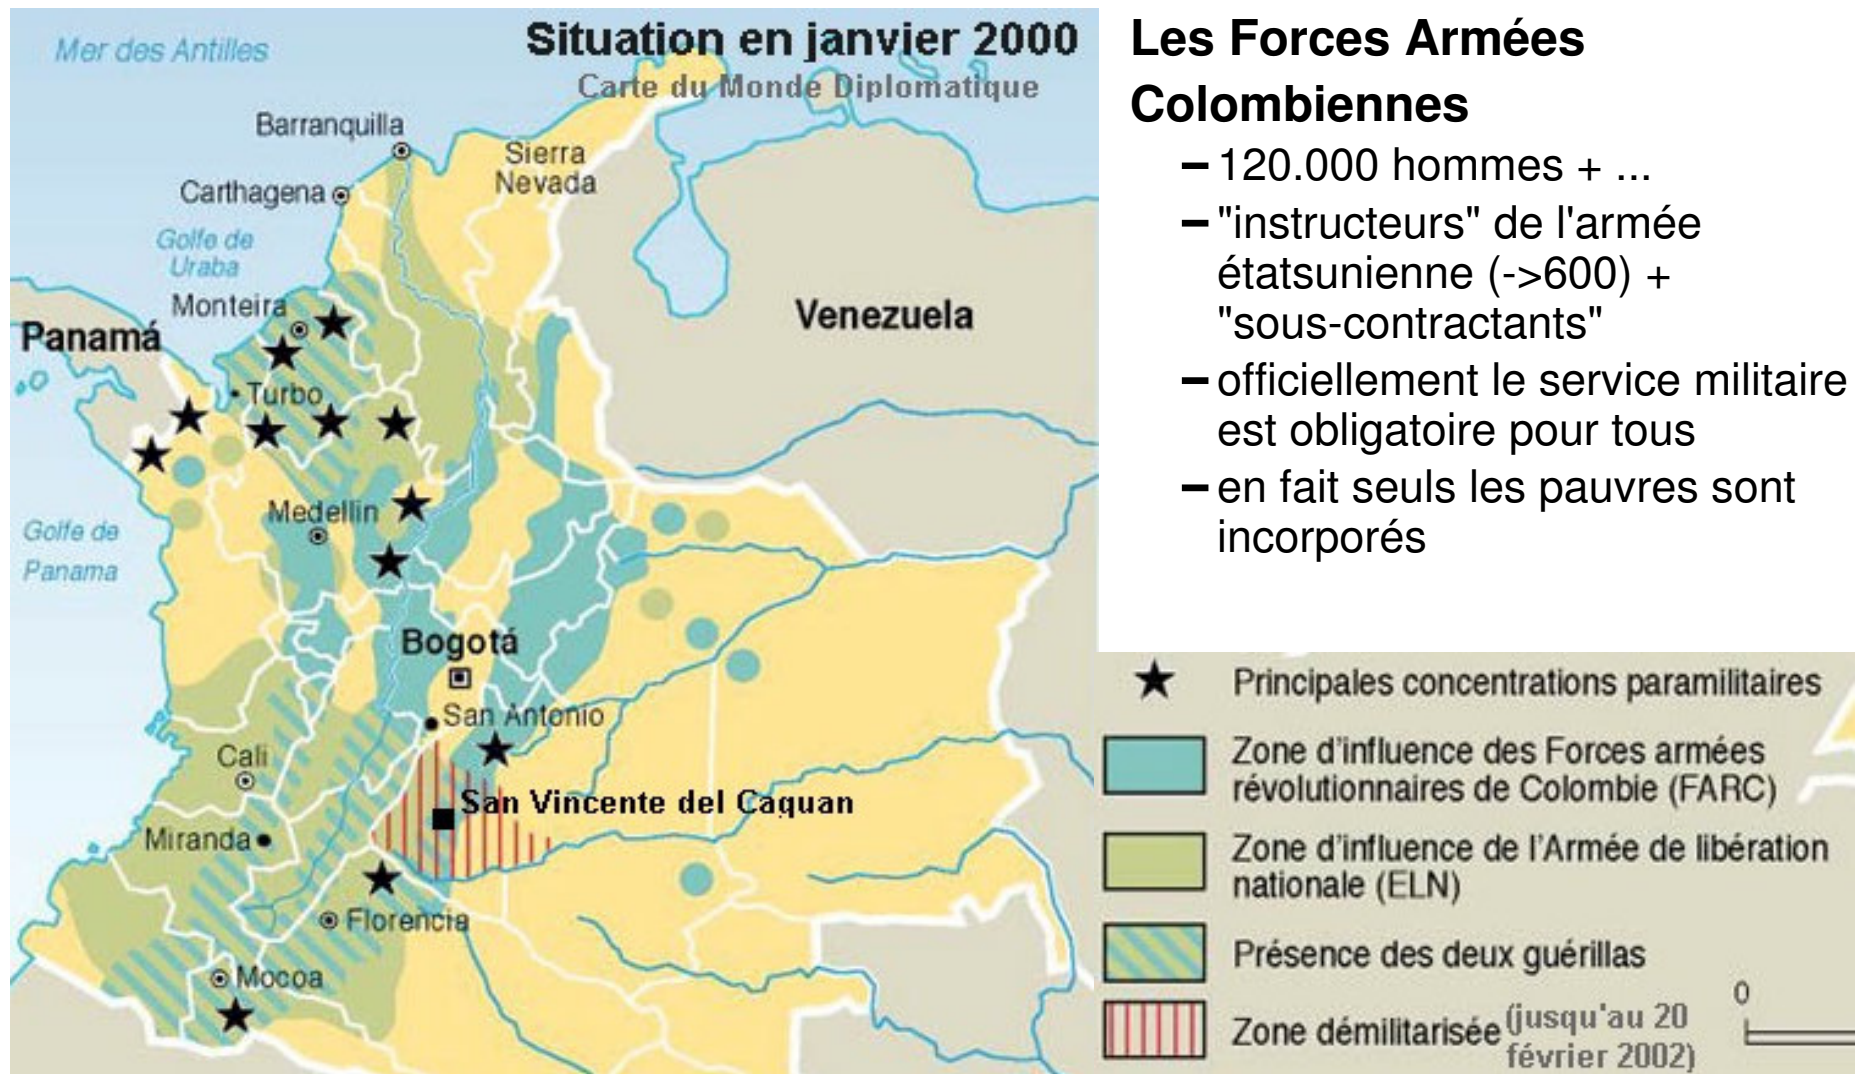 Situation en janvier 2000
Carte du Monde Diplomatique
Mer des Antilles
Barranquilla
Sierra
Nevada
Carthagena
Golfe de
Uraba
Monteira
Panamá
Venezuela
Turbo
Medellin
Golfe de
Panama
Bogotá
San Antonio
Cali
San Vincente del Caquan
Miranda
Florencia
Mocoa
Les Forces Armées
Colombiennes
– 120.000 hommes + ...
– "instructeurs" de l'armée
étatsunienne (->600) +
"sous-contractants"
– officiellement le service militaire
est obligatoire pour tous
– en fait seuls les pauvres sont
incorporés
Principales concentrations paramilitaires
Zone d'influence des Forces armées
révolutionnaires de Colombie (FARC)
Zone d'influence de l'Armée de libération
nationale (ELN)
Présence des deux guérillas
Zone démilitarisée (jusqu'au 20
février 2002)
0